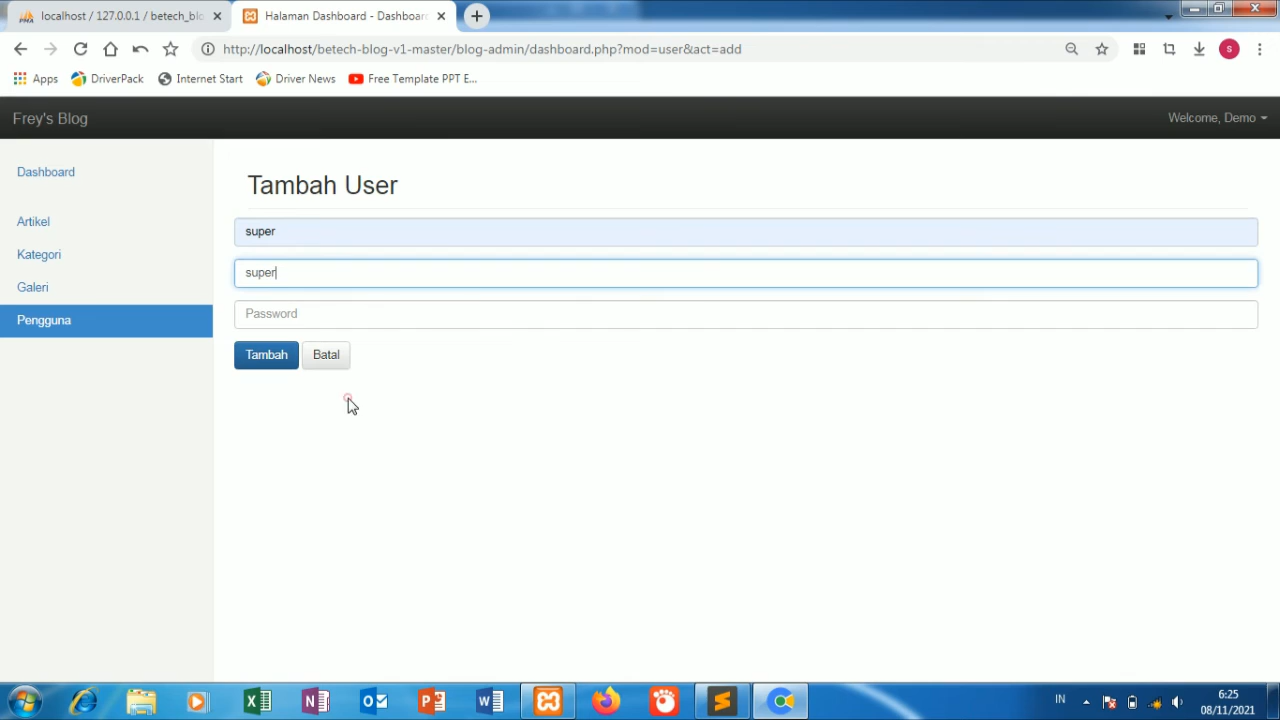 localhost / 127.0.0.1 / betech_blo
Halaman Dashboard - Dashboar
http://localhost/betech-blog-v1-master/blog-admin/dashboard.php?mod=user&act=add
s
Apps
DriverPack
Internet Start
Driver News
Free Template PPT E...
Frey's Blog
Welcome, Demo
Dashboard
Artikel
Kategori
Galeri
Pengguna
Tambah User
super
super
Password
Tambah
Batal
IN
6:25
08/11/2021